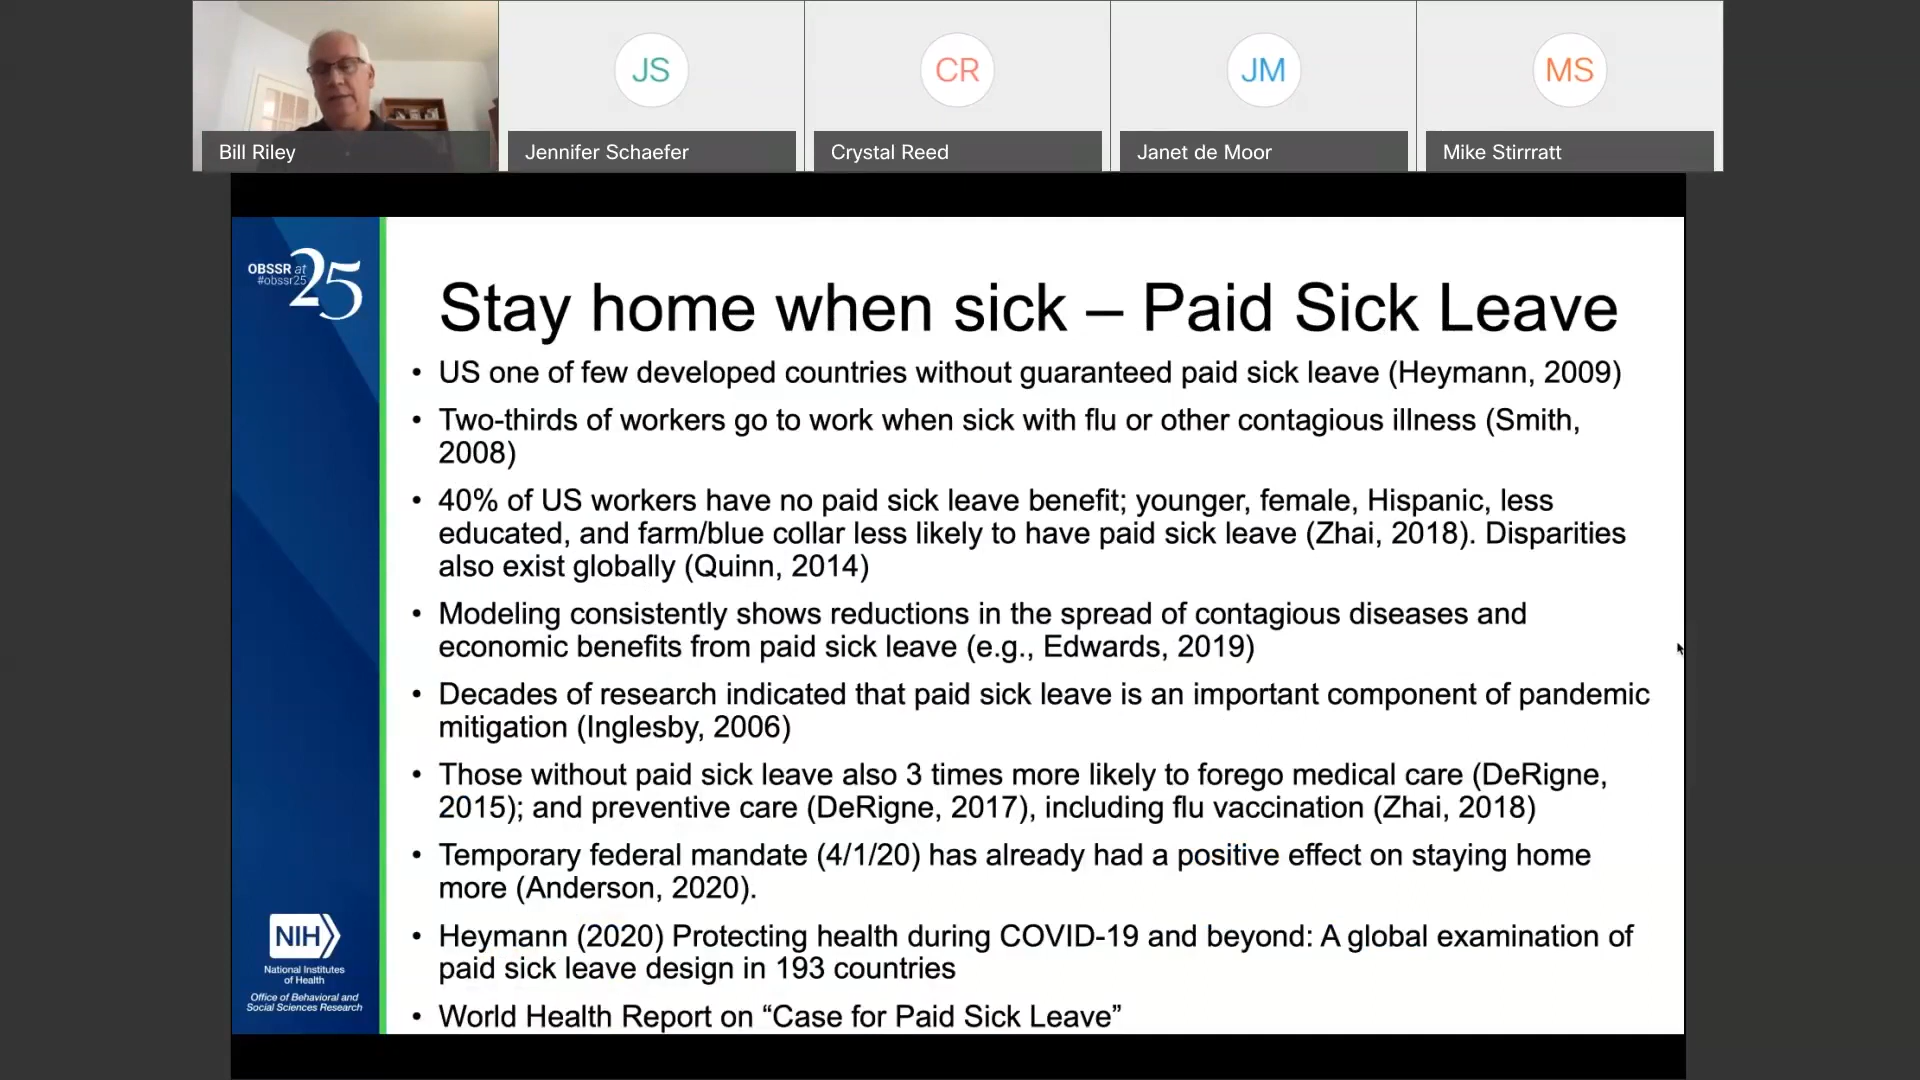 JS
CR
JM
MS
Bill Riley
Jennifer Schaefer
Crystal Reed
Janet de Moor
Mike Stirrratt
OBSSR at
#obssr25
25
Stay home when sick – Paid Sick Leave
• US one of few developed countries without guaranteed paid sick leave (Heymann, 2009)
• Two-thirds of workers go to work when sick with flu or other contagious illness (Smith,
2008)
• 40% of US workers have no paid sick leave benefit; younger, female, Hispanic, less
educated, and farm/blue collar less likely to have paid sick leave (Zhai, 2018). Disparities
also exist globally (Quinn, 2014)
• Modeling consistently shows reductions in the spread of contagious diseases and
economic benefits from paid sick leave (e.g., Edwards, 2019)
• Decades of research indicated that paid sick leave is an important component of pandemic
mitigation (Inglesby, 2006)
• Those without paid sick leave also 3 times more likely to forego medical care (DeRigne,
2015); and preventive care (DeRigne, 2017), including flu vaccination (Zhai, 2018)
• Temporary federal mandate (4/1/20) has already had a positive effect on staying home
more (Anderson, 2020).
• Heymann (2020) Protecting health during COVID-19 and beyond: A global examination of
paid sick leave design in 193 countries
• World Health Report on “Case for Paid Sick Leave”
NIH
National Institutes
of Health
Office of Behavioral and
Social Sciences Research